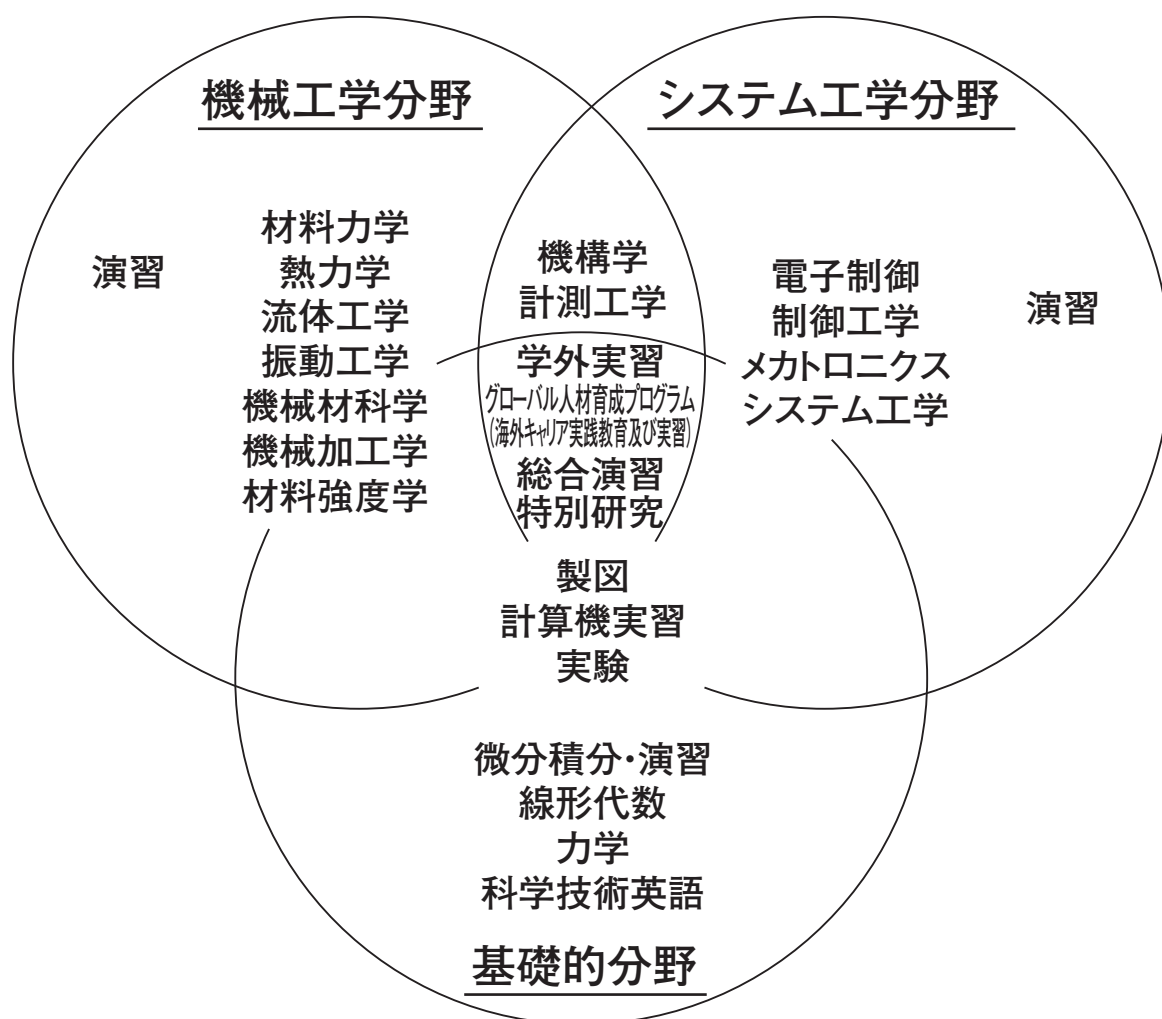 機械工学分野
システム工学分野
演習
材料力学
熱力学
流体工学
振動工学
機械材科学
機械加工学
材料強度学
機構学
計測工学
学外実習
グローバル人材育成プログラム
(海外キャリア実践教育及び実習)
総合演習
特別研究
電子制御
制御工学
メカトロニクス
システム工学
演習
製図
計算機実習
実験
微分積分・演習
線形代数
力学
科学技術英語
基礎的分野